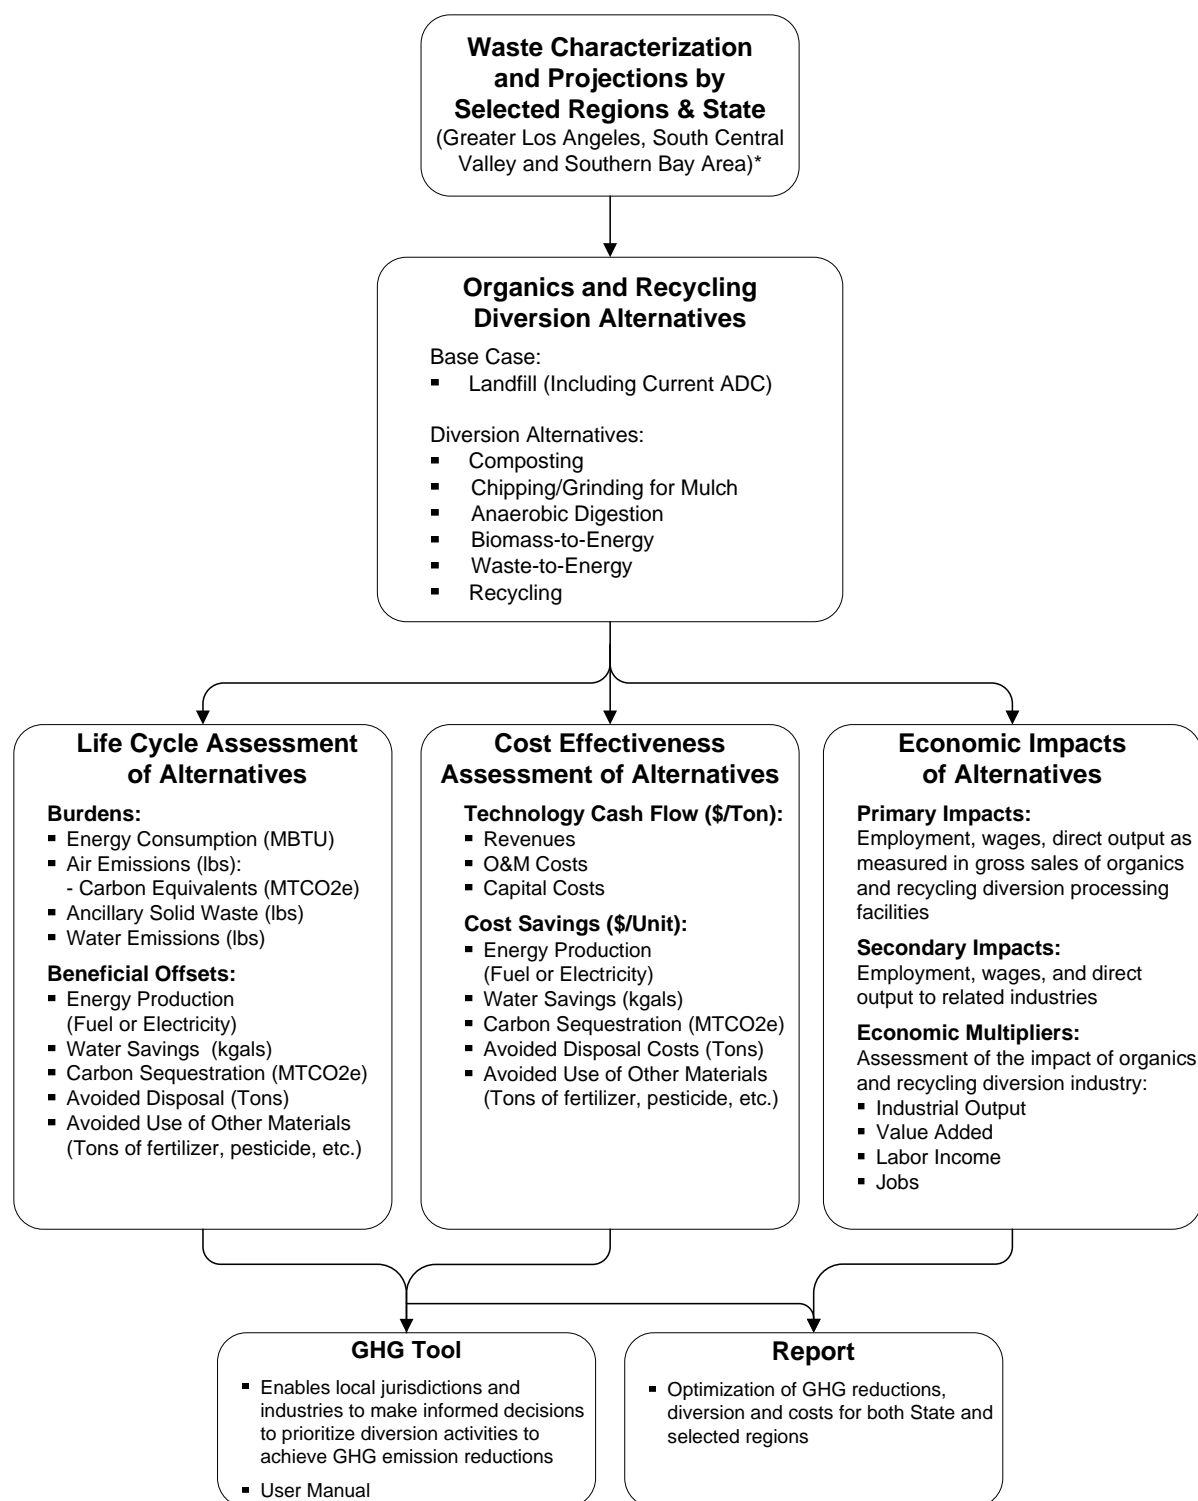 Waste Characterization
and Projections by
Selected Regions & State
(Greater Los Angeles, South Central
Valley and Southern Bay Area)*
Organics and Recycling
Diversion Alternatives
Base Case:
▪ Landfill (Including Current ADC)
Diversion Alternatives:
▪ Composting
▪ Chipping/Grinding for Mulch
▪ Anaerobic Digestion
▪ Biomass-to-Energy
▪ Waste-to-Energy
▪ Recycling
Life Cycle Assessment
of Alternatives
Burdens:
▪ Energy Consumption (MBTU)
▪ Air Emissions (lbs):
- Carbon Equivalents (MTCO2e)
▪ Ancillary Solid Waste (lbs)
▪ Water Emissions (lbs)
Beneficial Offsets:
▪ Energy Production
(Fuel or Electricity)
▪ Water Savings (kgals)
▪ Carbon Sequestration (MTCO2e)
▪ Avoided Disposal (Tons)
▪ Avoided Use of Other Materials
(Tons of fertilizer, pesticide, etc.)
Cost Effectiveness
Assessment of Alternatives
Technology Cash Flow ($/Ton):
▪ Revenues
▪ O&M Costs
▪ Capital Costs
Cost Savings ($/Unit):
▪ Energy Production
(Fuel or Electricity)
▪ Water Savings (kgals)
▪ Carbon Sequestration (MTCO2e)
▪ Avoided Disposal Costs (Tons)
▪ Avoided Use of Other Materials
(Tons of fertilizer, pesticide, etc.)
Economic Impacts
of Alternatives
Primary Impacts:
Employment, wages, direct output as
measured in gross sales of organics
and recycling diversion processing
facilities
Secondary Impacts:
Employment, wages, and direct
output to related industries
Economic Multipliers:
Assessment of the impact of organics
and recycling diversion industry:
▪ Industrial Output
▪ Value Added
▪ Labor Income
▪ Jobs
GHG Tool
▪ Enables local jurisdictions and
industries to make informed decisions
to prioritize diversion activities to
achieve GHG emission reductions
▪ User Manual
Report
▪ Optimization of GHG reductions,
diversion and costs for both State and
selected regions